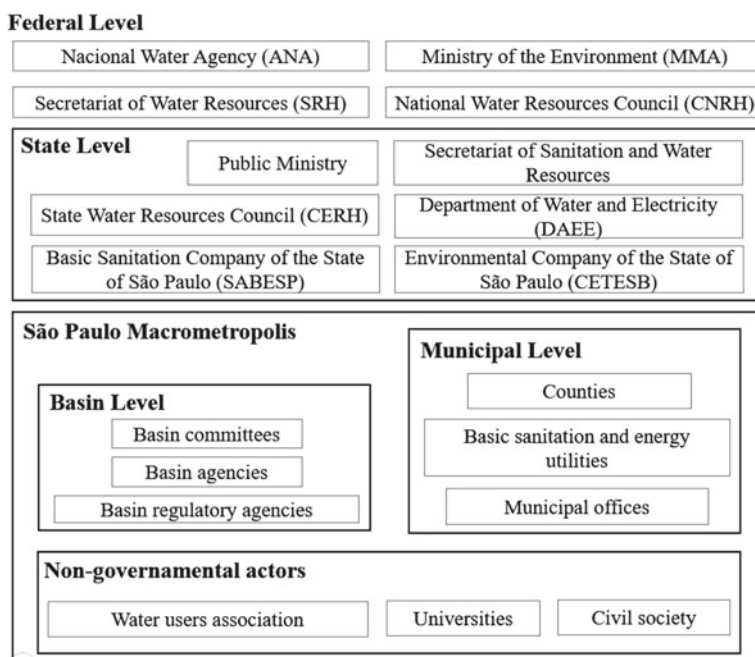 Federal Level
Nacional Water Agency (ANA)
Ministry of the Environment (MMA)
Secretariat of Water Resources (SRH)
National Water Resources Council (CNRH)
State Level
Public Ministry
Secretariat of Sanitation and Water
Resources
State Water Resources Council (CERH)
Department of Water and Electricity
(DAEE)
Basic Sanitation Company of the State
of São Paulo (SABESP)
Environmental Company of the State of
São Paulo (CETESB)
São Paulo Macrometropolis
Basin Level
Basin committees
Basin agencies
Basin regulatory agencies
Municipal Level
Counties
Basic sanitation and energy
utilities
Municipal offices
Non-governamental actors
Water users association
Universities
Civil society